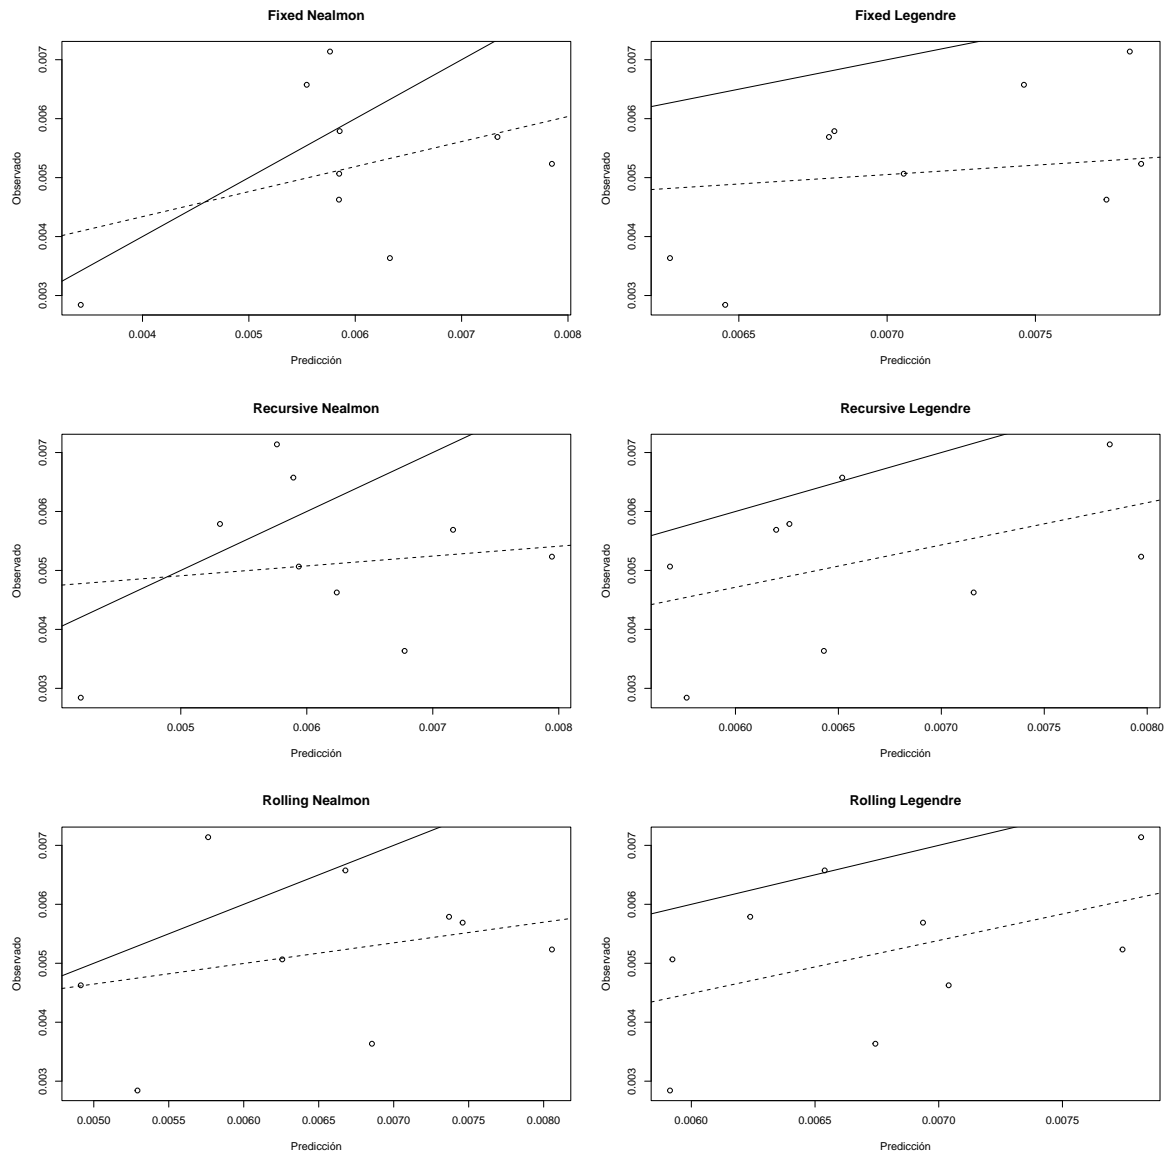 Fixed Nealmon
Observado
0.003 0.004 0.005 0.006 0.007
0.004 0.005 0.006 0.007 0.008
Predicción
Fixed Legendre
Observado
0.003 0.004 0.005 0.006 0.007
0.0065 0.0070 0.0075
Predicción
Recursive Nealmon
Observado
0.003 0.004 0.005 0.006 0.007
0.005 0.006 0.007 0.008
Predicción
Recursive Legendre
Observado
0.003 0.004 0.005 0.006 0.007
0.0060 0.0065 0.0070 0.0075 0.0080
Predicción
Rolling Nealmon
Observado
0.003 0.004 0.005 0.006 0.007
0.0050 0.0055 0.0060 0.0065 0.0070 0.0075 0.0080
Predicción
Rolling Legendre
Observado
0.003 0.004 0.005 0.006 0.007
0.0060 0.0065 0.0070 0.0075
Predicción